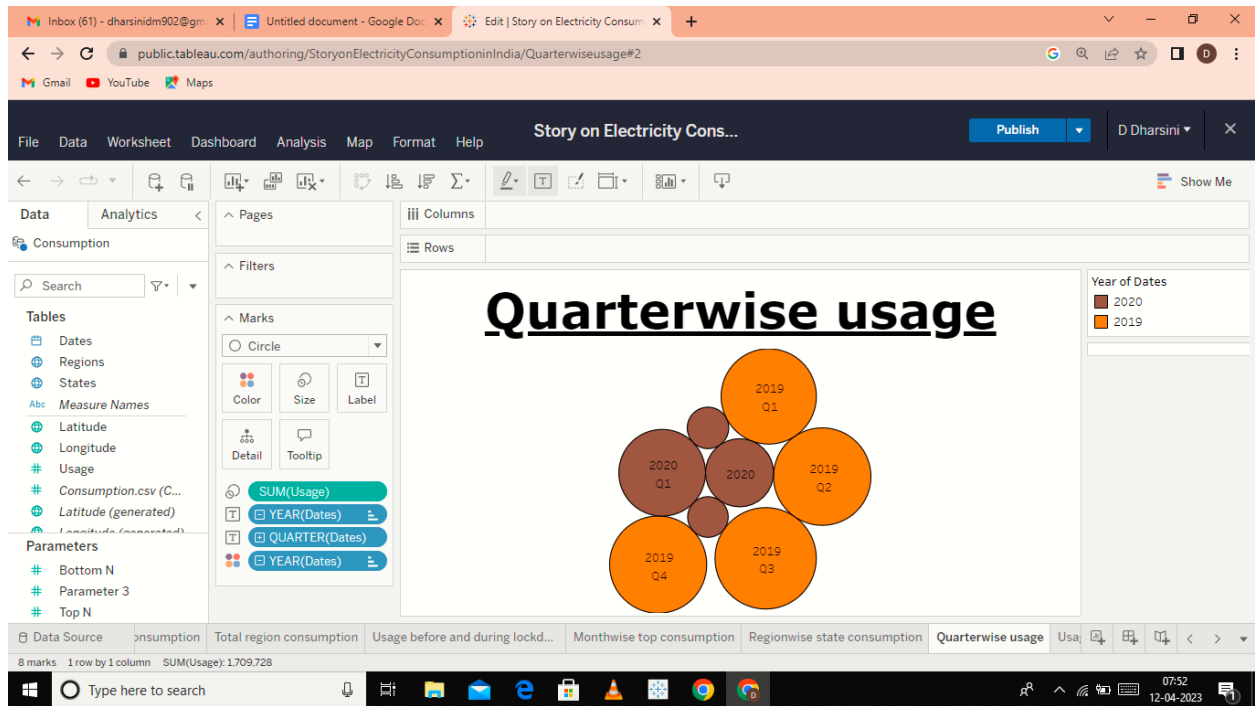 Inbox (61) - dharsinidm902@gm
Untitled document - Google Doc
Edit | Story on Electricity Consum
public.tableau.com/authoring/StoryonElectricityConsumptioninIndia/Quarterwiseusage#2
D
Gmail YouTube Maps
Story on Electricity Cons...
Publish
D Dharsini
File Data Worksheet Dashboard Analysis Map Format Help
Show Me
Data Analytics
Consumption
Search
Tables
Dates
Regions
States
Abc Measure Names
Latitude
Longitude
# Usage
# Consumption.csv (C...
Latitude (generated)
Longitude (generated)
Parameters
# Bottom N
# Parameter 3
# Top N
Pages
Filters
Marks
Circle
Color Size Label
Detail Tooltip
SUM(Usage)
YEAR(Dates)
QUARTER(Dates)
YEAR(Dates)
iii Columns
Rows
Quarterwise usage
2019
Q1
2020
Q1
2020
2019
Q2
2019
Q4
2019
Q3
Year of Dates
2020
2019
Data Source onsumption Total region consumption Usage before and during lockd... Monthwise top consumption Regionwise state consumption Quarterwise usage Usa
8 marks 1 row by 1 column SUM(Usage): 1,709,728
Type here to search
07:52
12-04-2023